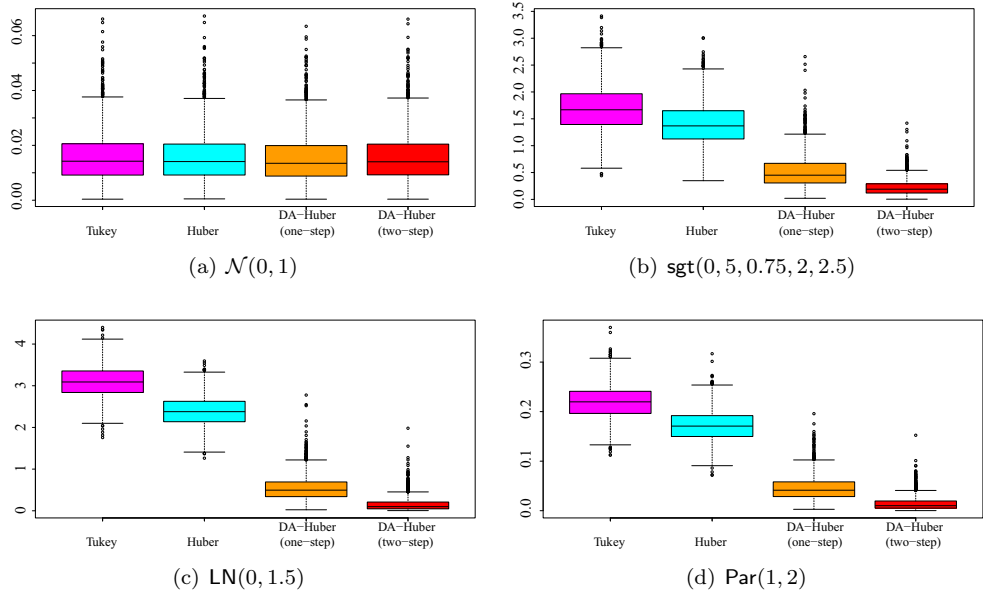 0.00 0.02 0.04 0.06
Tukey Huber DA−Huber (one−step) DA−Huber (two−step)
(a) 𝒩(0, 1)
0.0 0.5 1.0 1.5 2.0 2.5 3.0 3.5
Tukey Huber DA−Huber (one−step) DA−Huber (two−step)
(b) sgt(0, 5, 0.75, 2, 2.5)
0 1 2 3 4
Tukey Huber DA−Huber (one−step) DA−Huber (two−step)
(c) LN(0, 1.5)
0.0 0.1 0.2 0.3
Tukey Huber DA−Huber (one−step) DA−Huber (two−step)
(d) Par(1, 2)